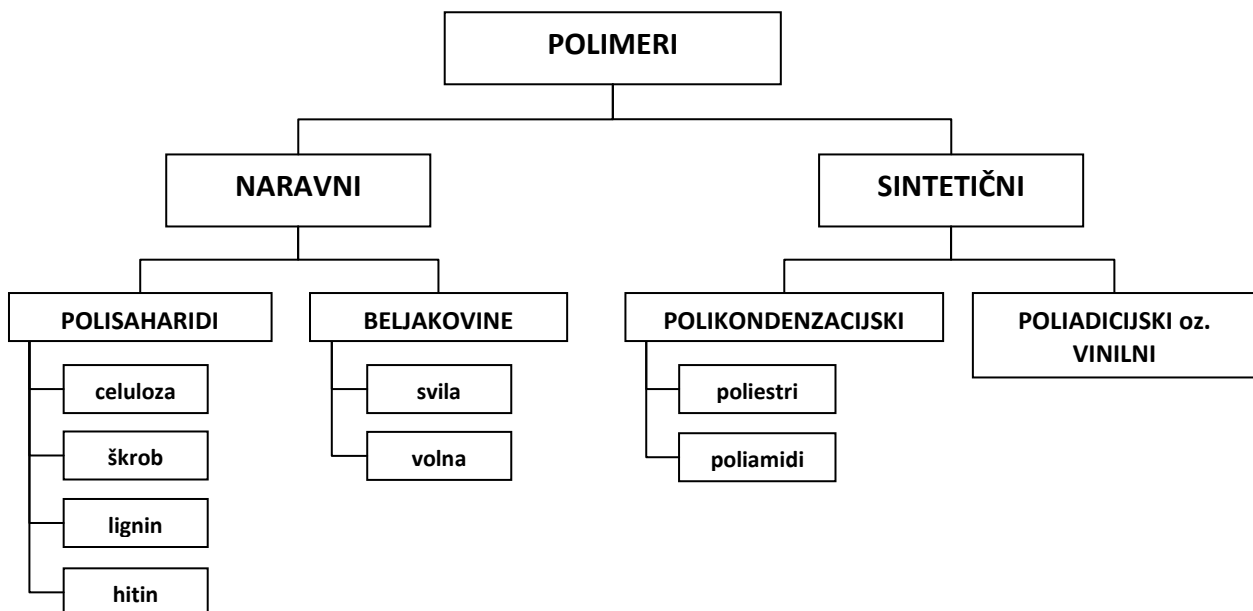 POLIMERI
NARAVNI
SINTETIČNI
POLISAHARIDI
BELJAKOVINE
POLIKONDENZACIJSKI
POLIADICIJSKI oz.
VINILNI
celuloza
svila
poliestri
škrob
volna
poliamidi
lignin
hitin